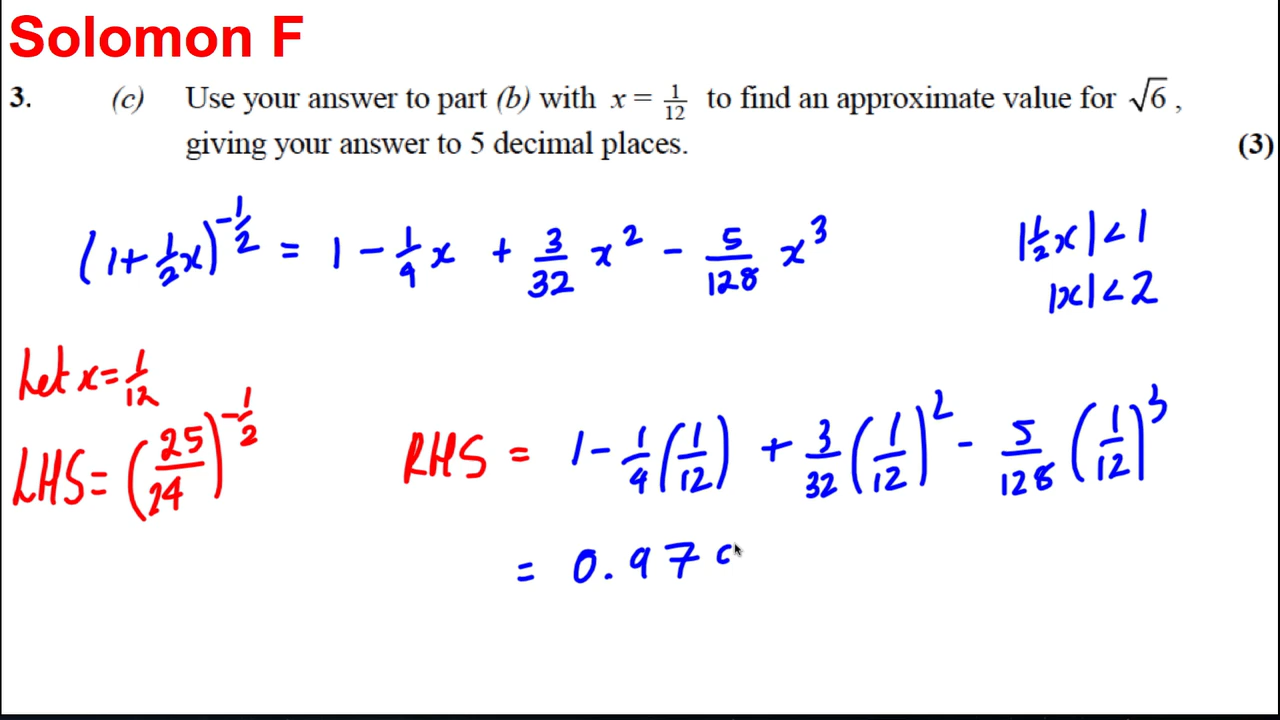 Solomon F
3. (c) Use your answer to part (b) with x = 1/12 to find an approximate value for √6 ,
giving your answer to 5 decimal places. (3)
(1+½x)^-½ = 1 - ¼x + 3/32 x² - 5/128 x³ |½x| < 1
|x| < 2
Let x = 1/12
LHS = (25/24)^-½ RHS = 1 - ¼(1/12) + 3/32 (1/12)² - 5/128 (1/12)³
= 0.97